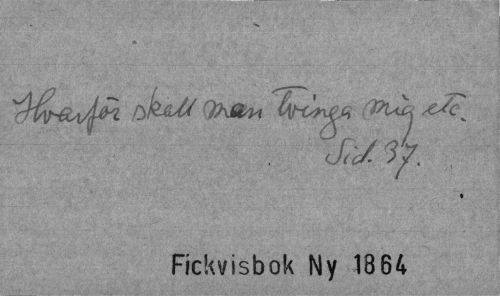 Hvarför skall man tvinga mig etc.
Sid. 37.
Fickvisbok Ny 1864